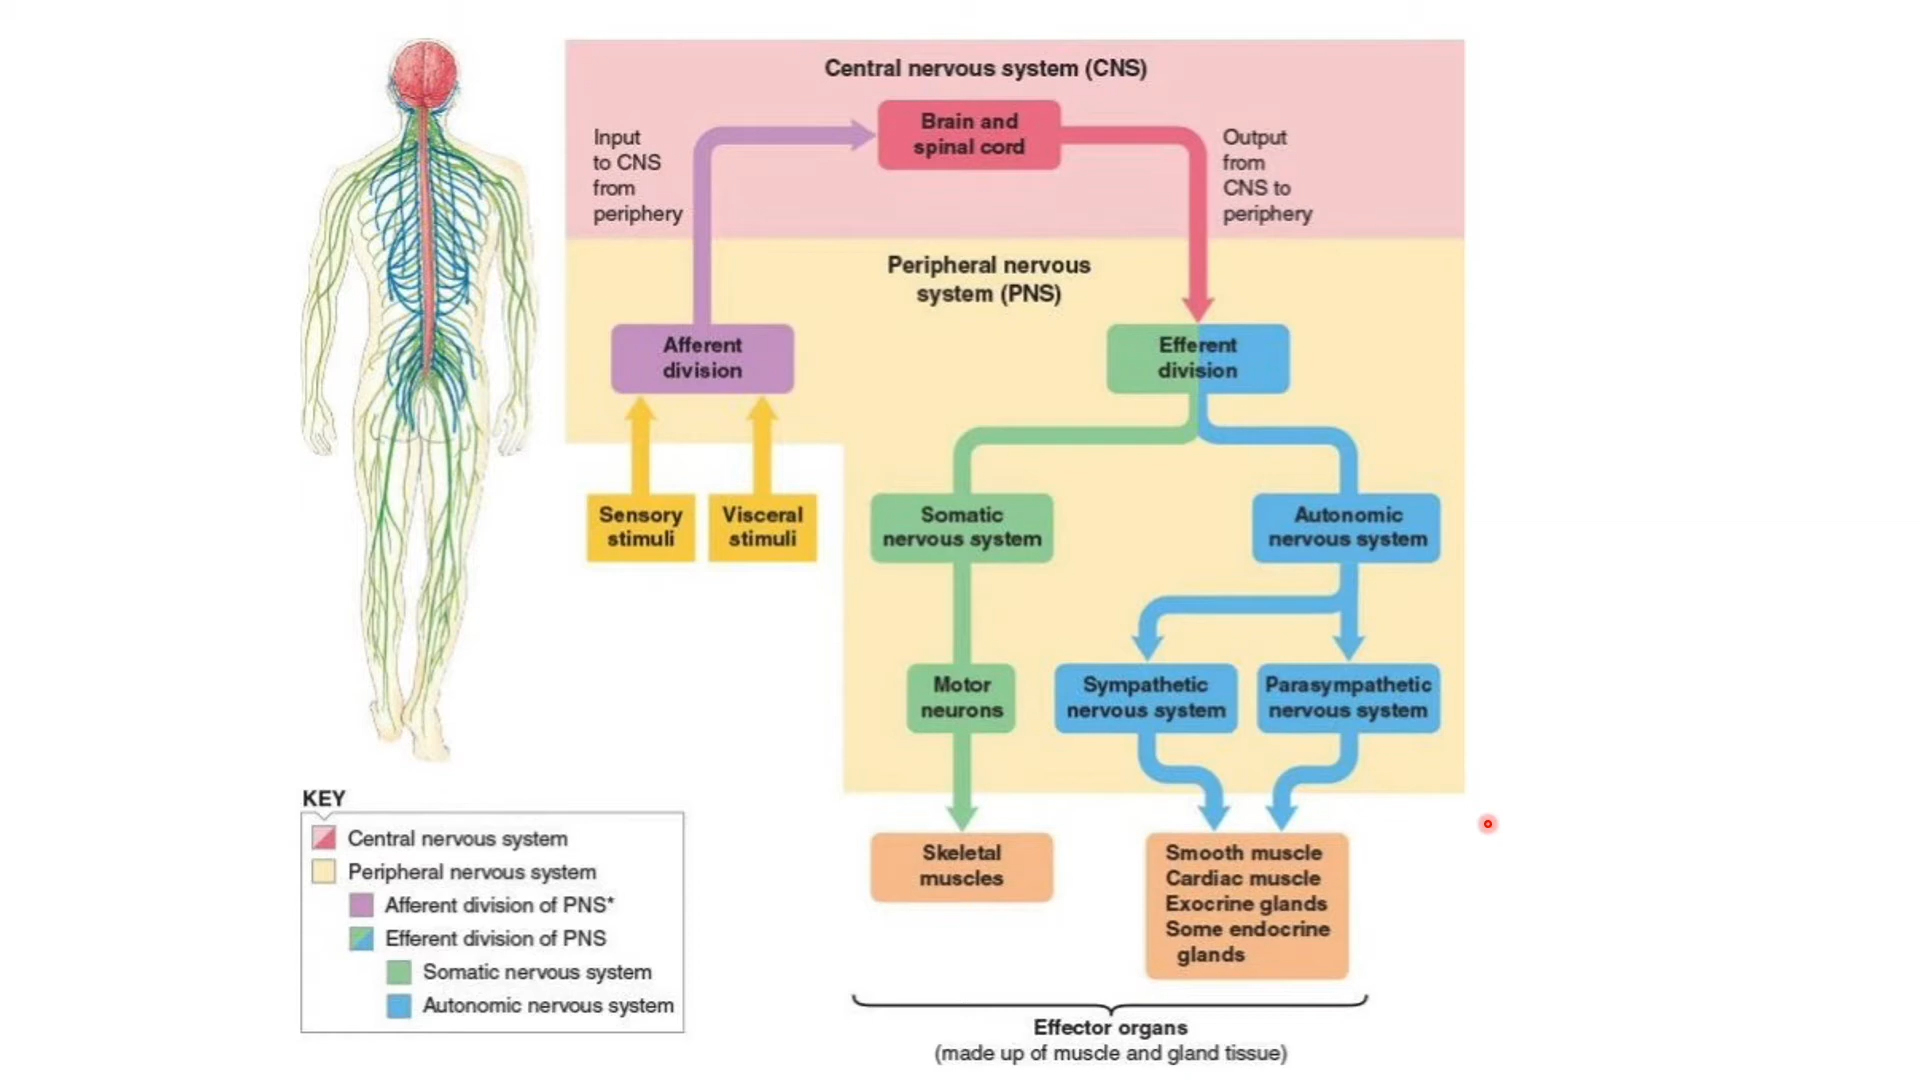 Central nervous system (CNS)
Input
to CNS
from
periphery
Brain and
spinal cord
Output
from
CNS to
periphery
Peripheral nervous
system (PNS)
Afferent
division
Efferent
division
Sensory
stimuli
Visceral
stimuli
Somatic
nervous system
Autonomic
nervous system
Motor
neurons
Sympathetic
nervous system
Parasympathetic
nervous system
Skeletal
muscles
Smooth muscle
Cardiac muscle
Exocrine glands
Some endocrine
glands
Effector organs
(made up of muscle and gland tissue)
KEY
Central nervous system
Peripheral nervous system
Afferent division of PNS*
Efferent division of PNS
Somatic nervous system
Autonomic nervous system